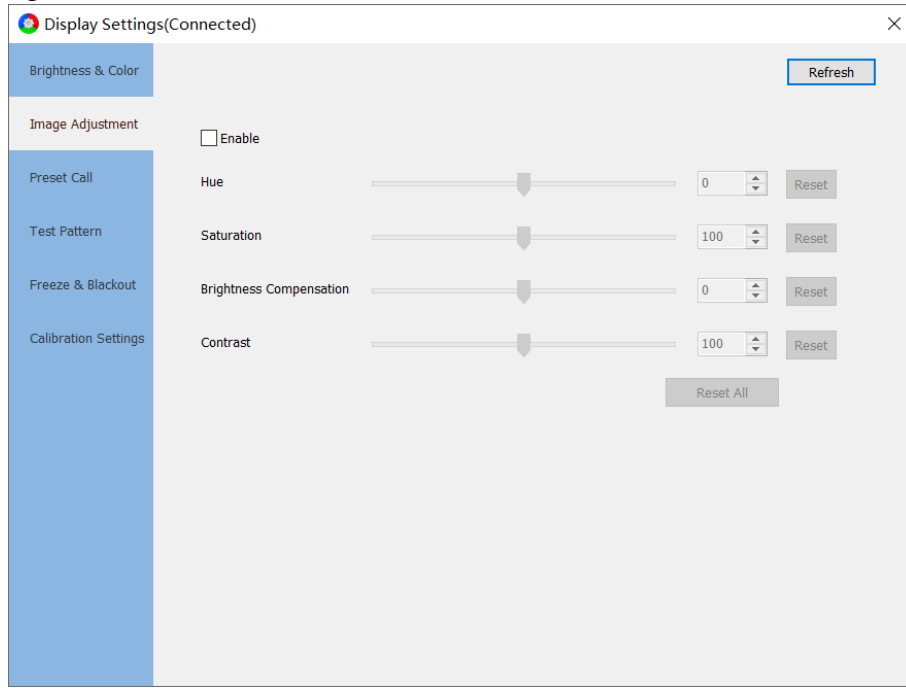 Display Settings(Connected)
Brightness & Color
Refresh
Image Adjustment
Enable
Preset Call
Hue
0
Reset
Test Pattern
Saturation
100
Reset
Freeze & Blackout
Brightness Compensation
0
Reset
Calibration Settings
Contrast
100
Reset
Reset All